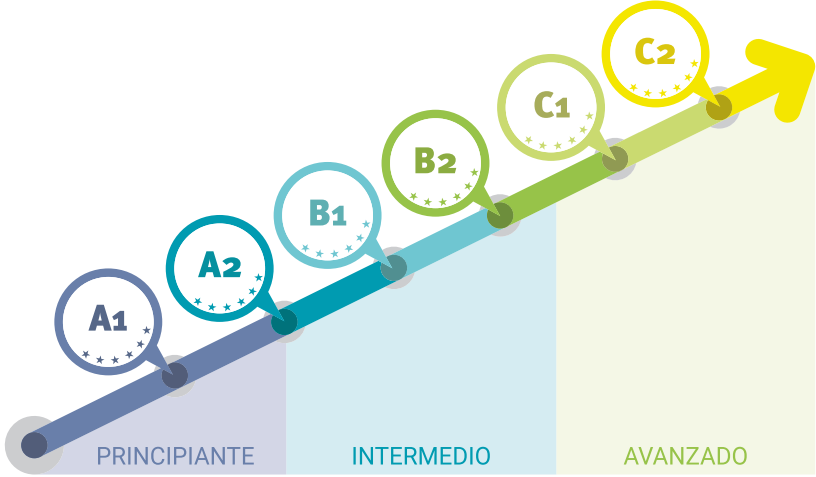 A1
A2
B1
B2
C1
C2
PRINCIPIANTE
INTERMEDIO
AVANZADO